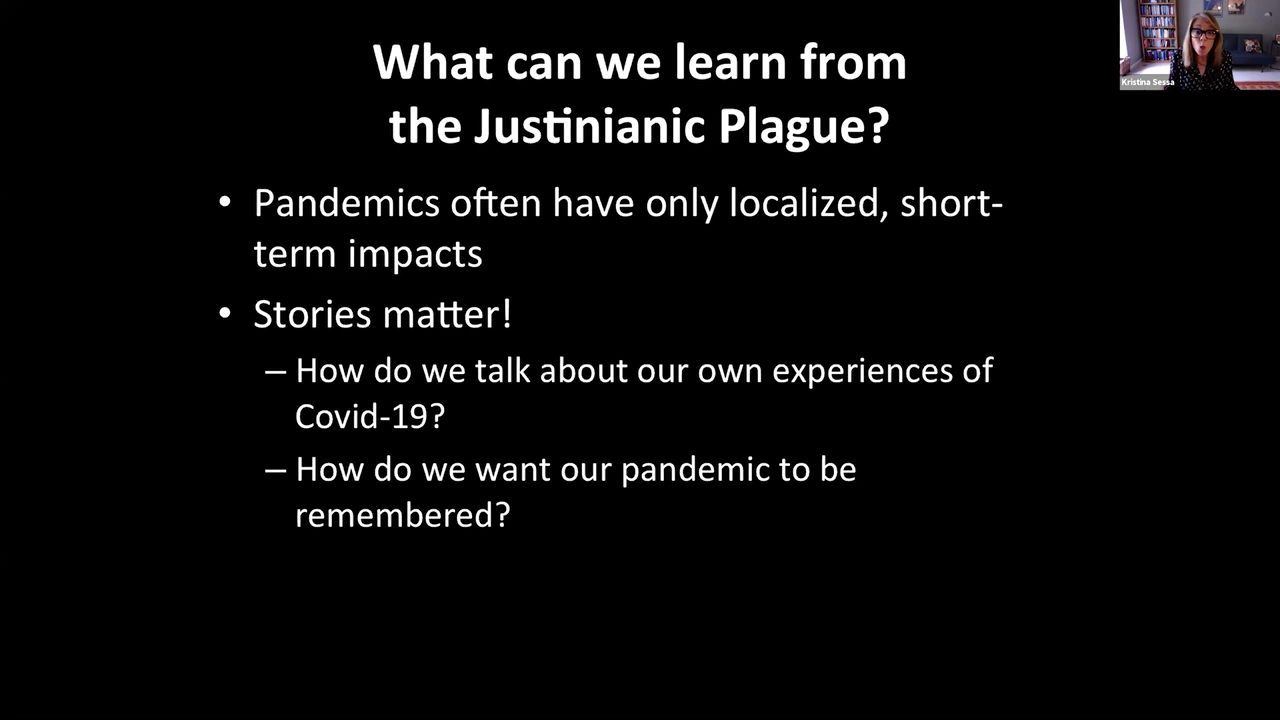 What can we learn from
the Justinianic Plague?
• Pandemics often have only localized, short-
term impacts
• Stories matter!
– How do we talk about our own experiences of
Covid-19?
– How do we want our pandemic to be
remembered?
Kristina Sessa